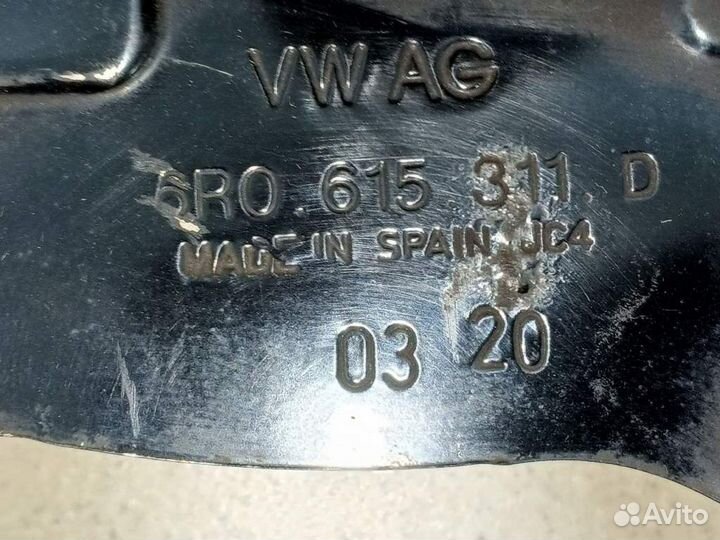 VW AG
6R0.615.311.D
MADE IN SPAIN JC4
03 20
Avito